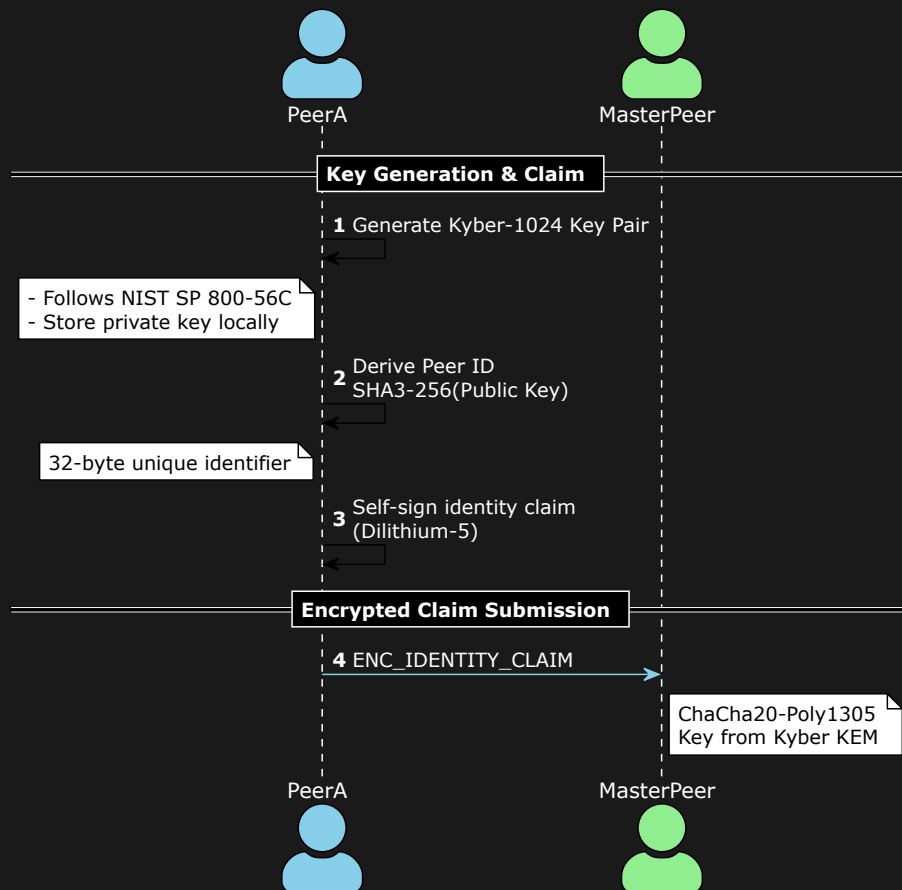 PeerA
MasterPeer
Key Generation & Claim
1 Generate Kyber-1024 Key Pair
- Follows NIST SP 800-56C
- Store private key locally
2 Derive Peer ID
SHA3-256(Public Key)
32-byte unique identifier
3 Self-sign identity claim
(Dilithium-5)
Encrypted Claim Submission
4 ENC_IDENTITY_CLAIM
ChaCha20-Poly1305
Key from Kyber KEM
PeerA
MasterPeer